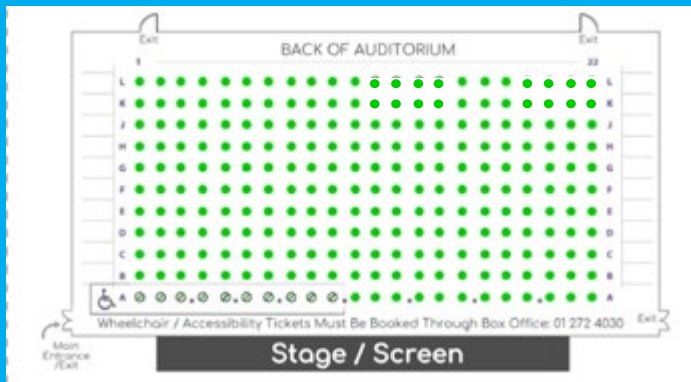 Exit Exit
BACK OF AUDITORIUM
1 22
L L
K K
J J
H H
G G
F F
E E
D D
C C
B B
A A
Wheelchair / Accessibility Tickets Must Be Booked Through Box Office: 01 272 4030 Exit
Main
Entrance
/Exit
Stage / Screen